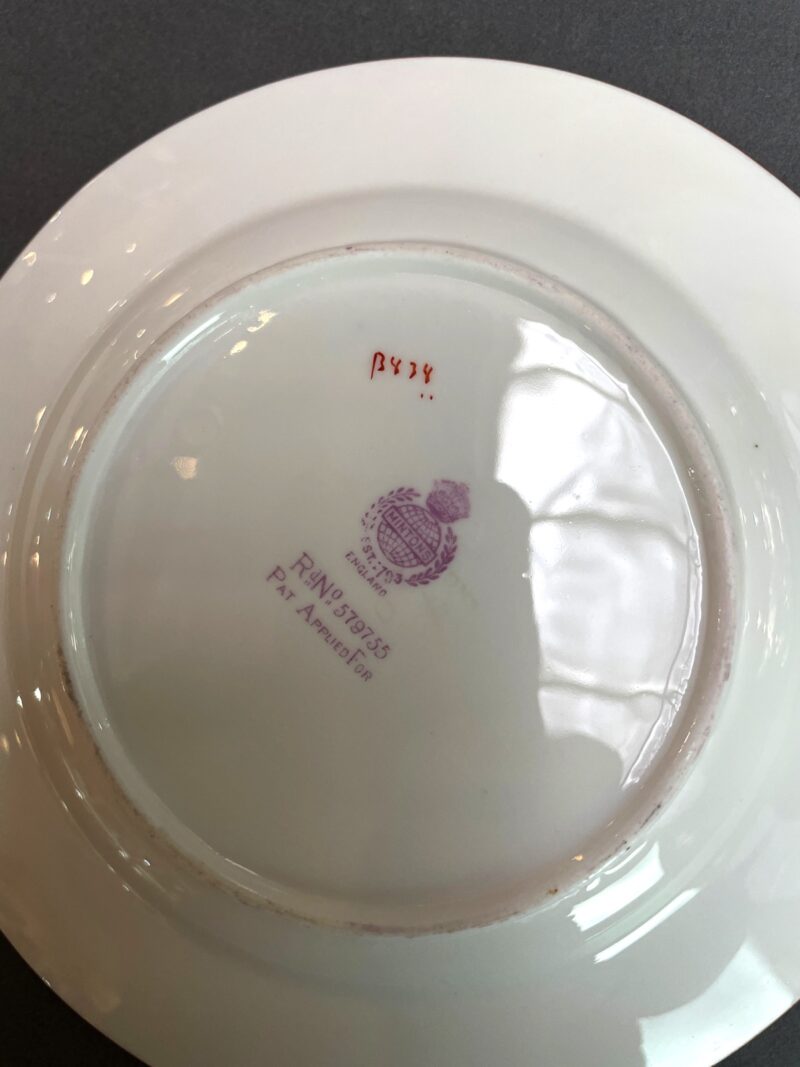 B434
MINTONS
EST. 1793
ENGLAND
Rd No 579755
PAT APPLIED FOR